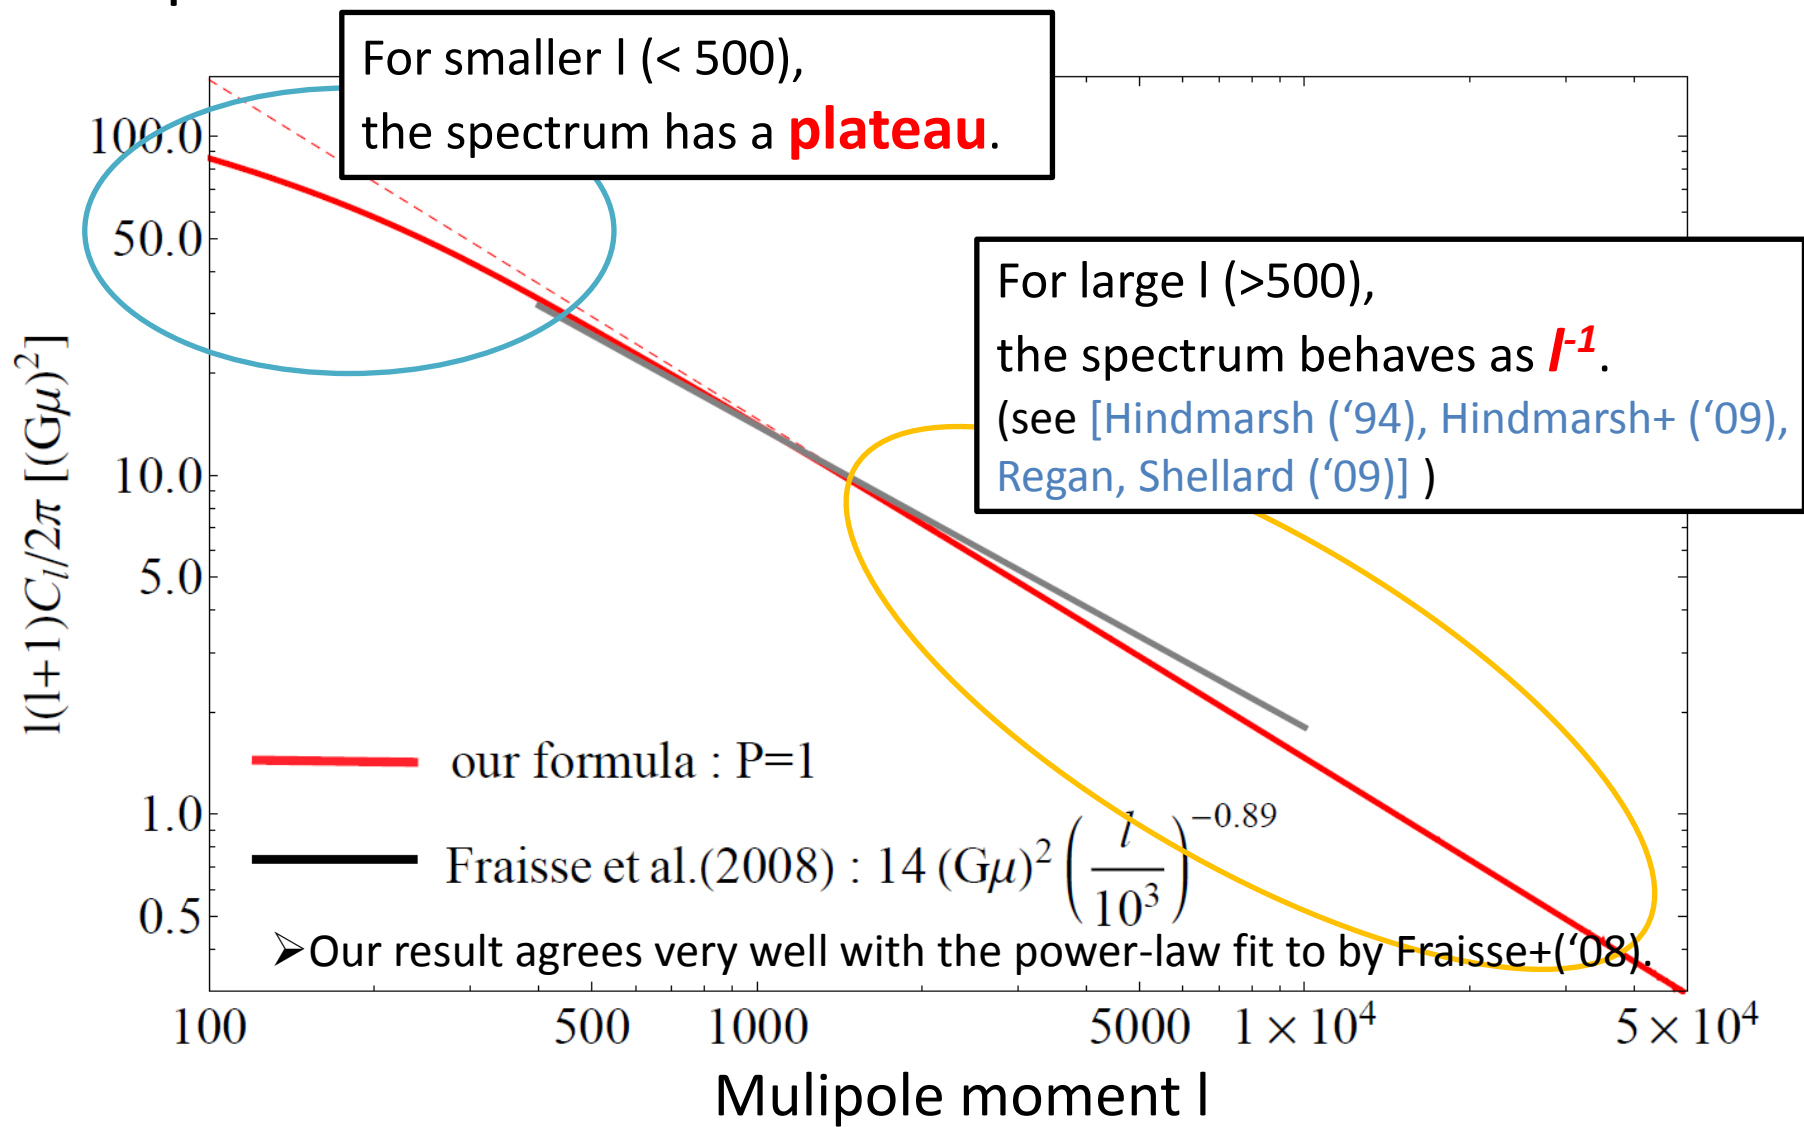 For smaller l (< 500),
the spectrum has a plateau.
For large l (>500),
the spectrum behaves as l⁻¹.
(see [Hindmarsh (‘94), Hindmarsh+ (‘09),
Regan, Shellard (‘09)] )
l(l+1)Cₗ/2π [(Gμ)²]
100.0
50.0
10.0
5.0
1.0
0.5
our formula : P=1
Fraisse et al.(2008) : 14 (Gμ)² (l/10³)^−0.89
➢Our result agrees very well with the power-law fit to by Fraisse+(‘08).
100 500 1000 5000 1×10⁴ 5×10⁴
Mulipole moment l